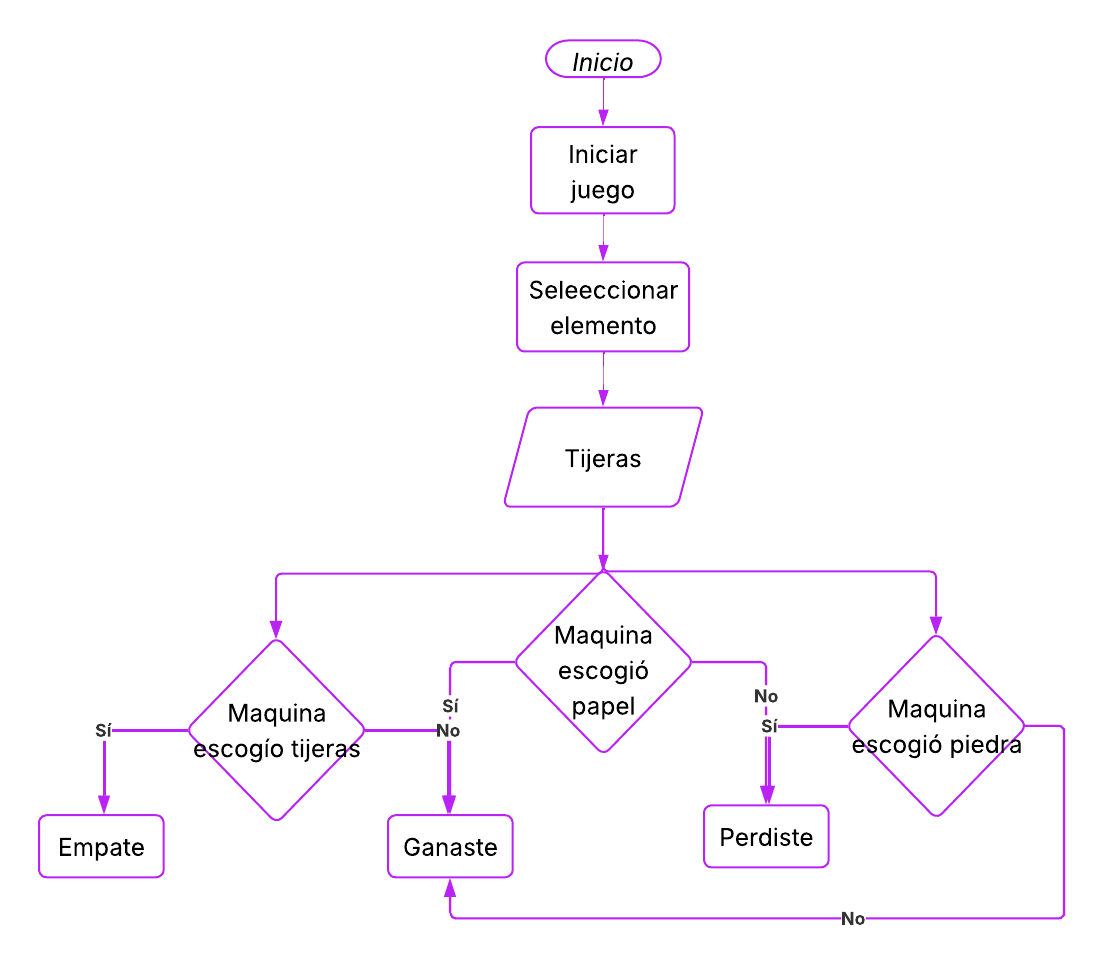 Inicio
Iniciar
juego
Seleeccionar
elemento
Tijeras
Maquina
escogió
papel
Maquina
escogío tijeras
Maquina
escogió piedra
Sí
No
Sí
No
Sí
No
Empate
Ganaste
Perdiste